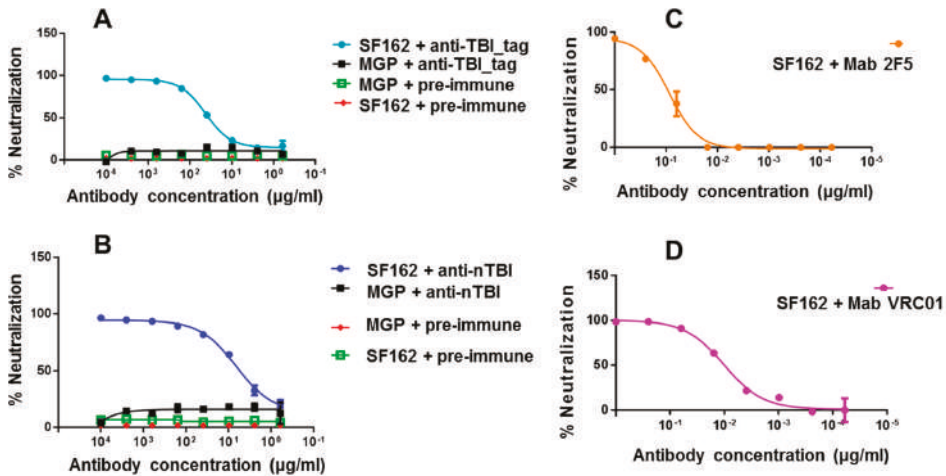 A
% Neutralization
150
100
50
0
10⁴
10³
10²
10¹
10⁰
10⁻¹
Antibody concentration (µg/ml)
SF162 + anti-TBI_tag
MGP + anti-TBI_tag
MGP + pre-immune
SF162 + pre-immune
C
% Neutralization
150
100
50
0
10⁻¹
10⁻²
10⁻³
10⁻⁴
10⁻⁵
Antibody concentration (µg/ml)
SF162 + Mab 2F5
B
% Neutralization
150
100
50
0
10⁴
10³
10²
10¹
10⁰
10⁻¹
Antibody concentration (µg/ml)
SF162 + anti-nTBI
MGP + anti-nTBI
MGP + pre-immune
SF162 + pre-immune
D
% Neutralization
150
100
50
0
10⁻¹
10⁻²
10⁻³
10⁻⁴
10⁻⁵
Antibody concentration (µg/ml)
SF162 + Mab VRC01